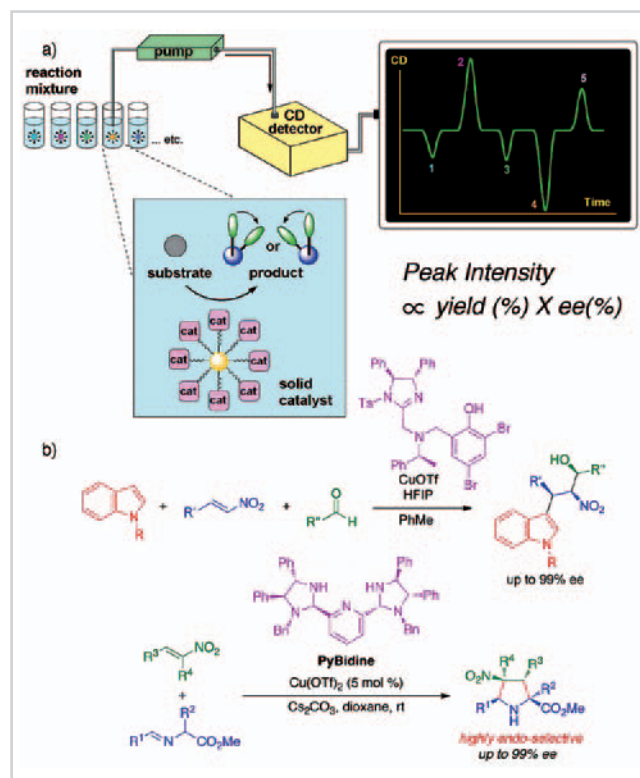 a)
pump
reaction
mixture
... etc.
CD
detector
CD
2
5
1
3
4
Time
substrate
or
product
cat
cat
cat
cat
cat
cat
cat
cat
solid
catalyst
Peak Intensity
∝ yield (%) X ee(%)
b)
Ph
Ph
Ts
N
N
OH
N
Br
Ph
Br
CuOTf
HFIP
PhMe
N
R
+
R'
NO2
+
O
R"
H
HO
R"
R'
NO2
N
R
up to 99% ee
Ph
Ph
NH
HN
Ph
Ph
N
Bn
N
N
Bn
PyBidine
Cu(OTf)2 (5 mol %)
Cs2CO3, dioxane, rt
R3
NO2
R4
+
R2
R1
N
CO2Me
O2N
R4
R3
R2
R1
N
H
CO2Me
highly endo-selective
up to 99% ee